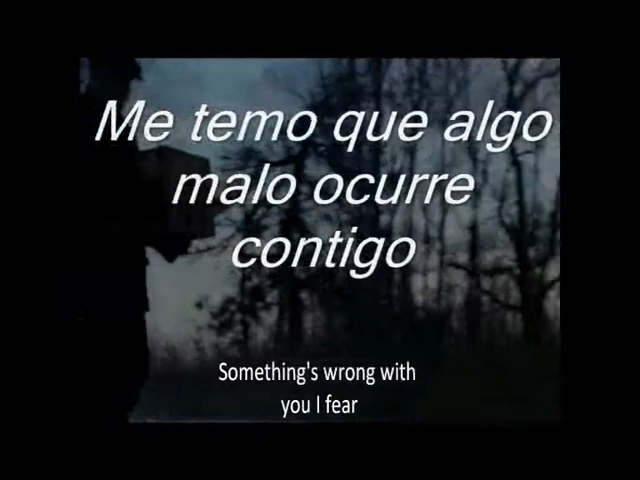 Me temo que algo
malo ocurre
contigo
Something's wrong with
you I fear